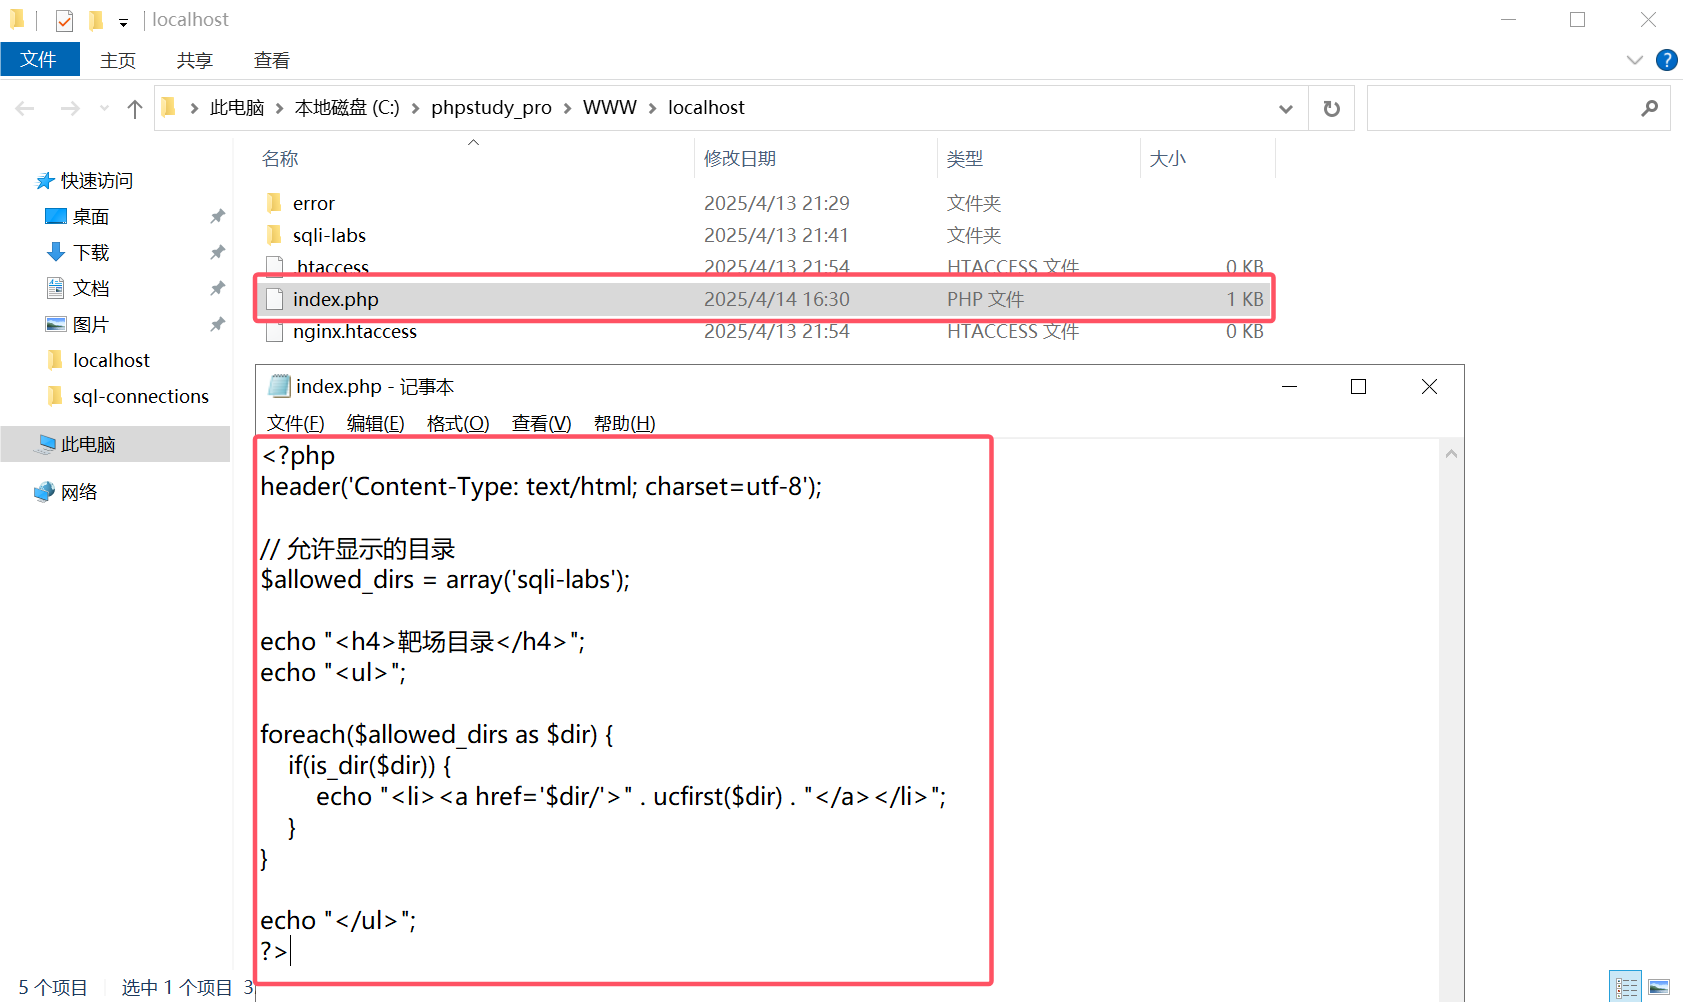 localhost
文件 主页 共享 查看
此电脑 本地磁盘 (C:) phpstudy_pro WWW localhost
名称 修改日期 类型 大小
快速访问
桌面
下载
文档
图片
localhost
sql-connections
此电脑
网络
error 2025/4/13 21:29 文件夹
sqli-labs 2025/4/13 21:41 文件夹
.htaccess 2025/4/13 21:54 HTACCESS 文件 0 KB
index.php 2025/4/14 16:30 PHP 文件 1 KB
nginx.htaccess 2025/4/13 21:54 HTACCESS 文件 0 KB
index.php - 记事本
文件(F) 编辑(E) 格式(O) 查看(V) 帮助(H)
<?php
header('Content-Type: text/html; charset=utf-8');
// 允许显示的目录
$allowed_dirs = array('sqli-labs');
echo "<h4>靶场目录</h4>";
echo "<ul>";
foreach($allowed_dirs as $dir) {
if(is_dir($dir)) {
echo "<li><a href='$dir/'>" . ucfirst($dir) . "</a></li>";
}
}
echo "</ul>";
?>
5 个项目 选中 1 个项目 3